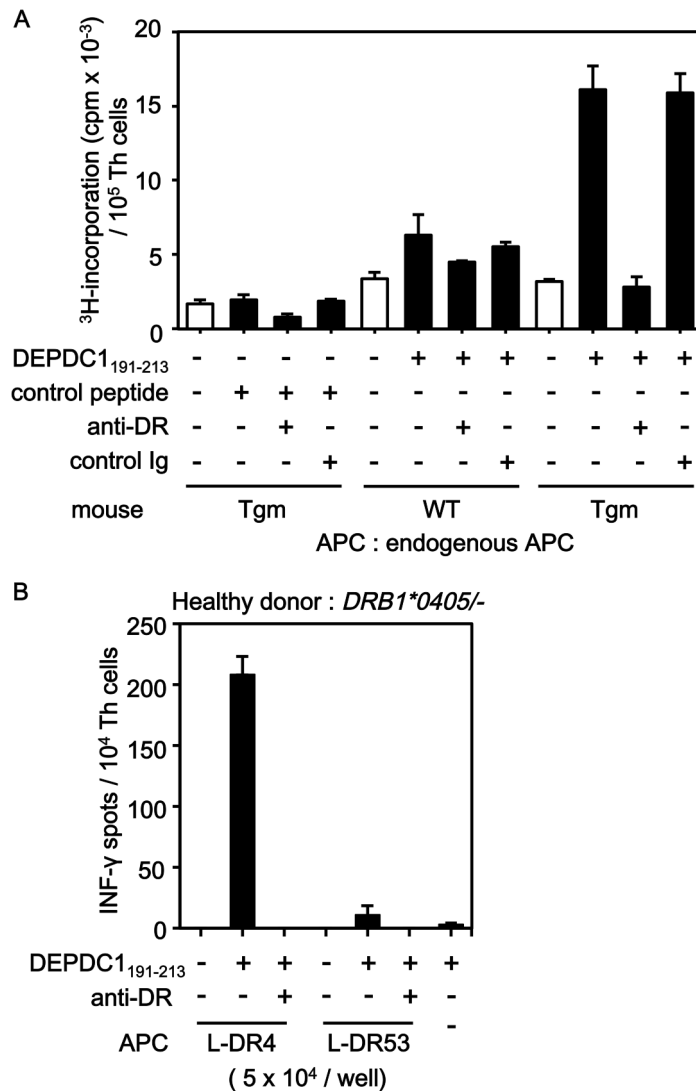 A
³H-incorporation (cpm x 10⁻³)
/ 10⁵ Th cells
20
15
10
5
0
DEPDC1₁₉₁₋₂₁₃ - - - - - + + + - + + +
control peptide - + + + - - - - - - - -
anti-DR - - + - - - + - - - + -
control Ig - - - + - - - + - - - +
mouse Tgm WT Tgm
APC : endogenous APC
B
Healthy donor : DRB1*0405/-
INF-γ spots / 10⁴ Th cells
250
200
150
100
50
0
DEPDC1₁₉₁₋₂₁₃ - + + - + + +
anti-DR - - + - - + -
APC L-DR4 L-DR53 -
( 5 x 10⁴ / well)